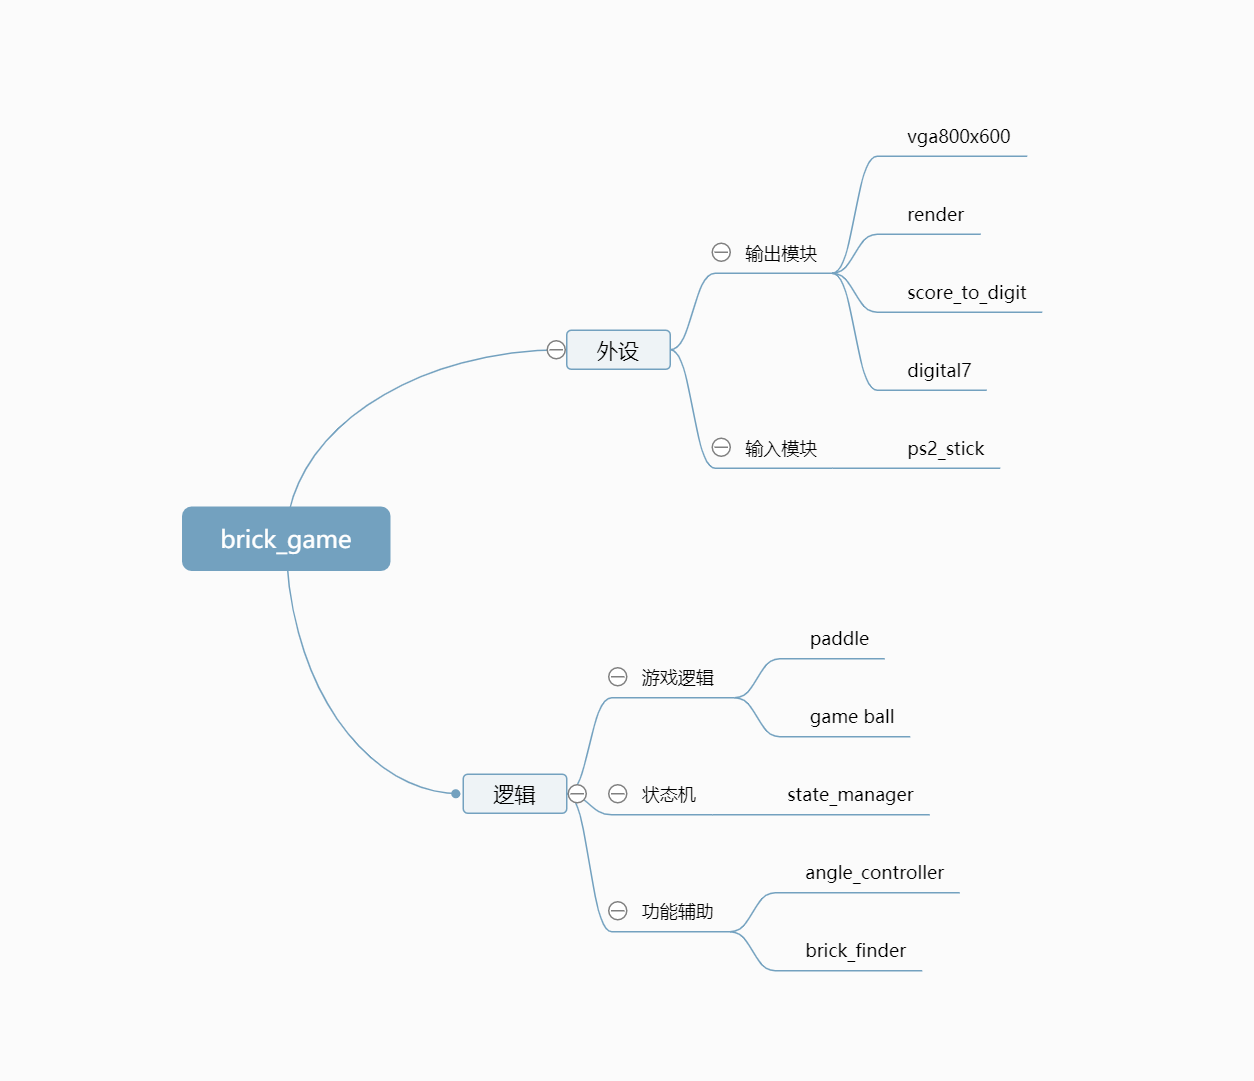 brick_game
外设
输出模块
vga800x600
render
score_to_digit
digital7
输入模块
ps2_stick
逻辑
游戏逻辑
paddle
game ball
状态机
state_manager
功能辅助
angle_controller
brick_finder